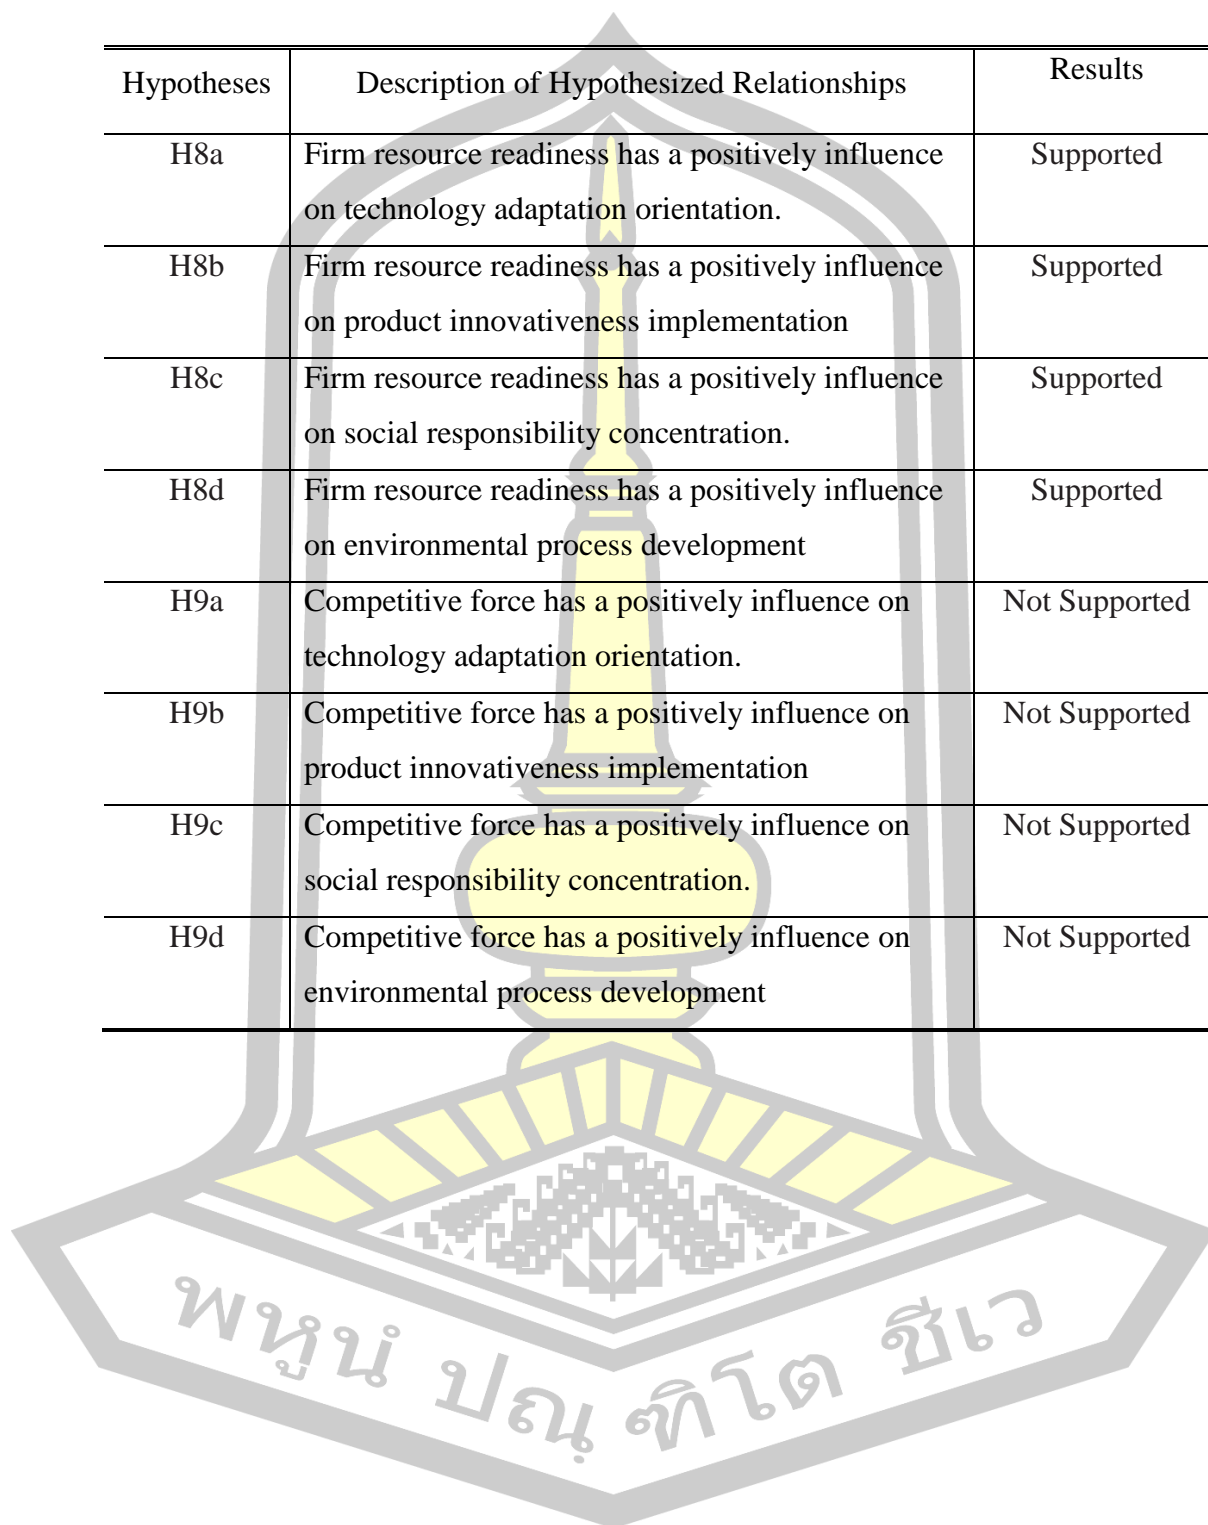 Hypotheses Description of Hypothesized Relationships Results
H8a Firm resource readiness has a positively influence Supported
on technology adaptation orientation.
H8b Firm resource readiness has a positively influence Supported
on product innovativeness implementation
H8c Firm resource readiness has a positively influence Supported
on social responsibility concentration.
H8d Firm resource readiness has a positively influence Supported
on environmental process development
H9a Competitive force has a positively influence on Not Supported
technology adaptation orientation.
H9b Competitive force has a positively influence on Not Supported
product innovativeness implementation
H9c Competitive force has a positively influence on Not Supported
social responsibility concentration.
H9d Competitive force has a positively influence on Not Supported
environmental process development
พหูนํ ปณฺ ฑิโต ชีเว